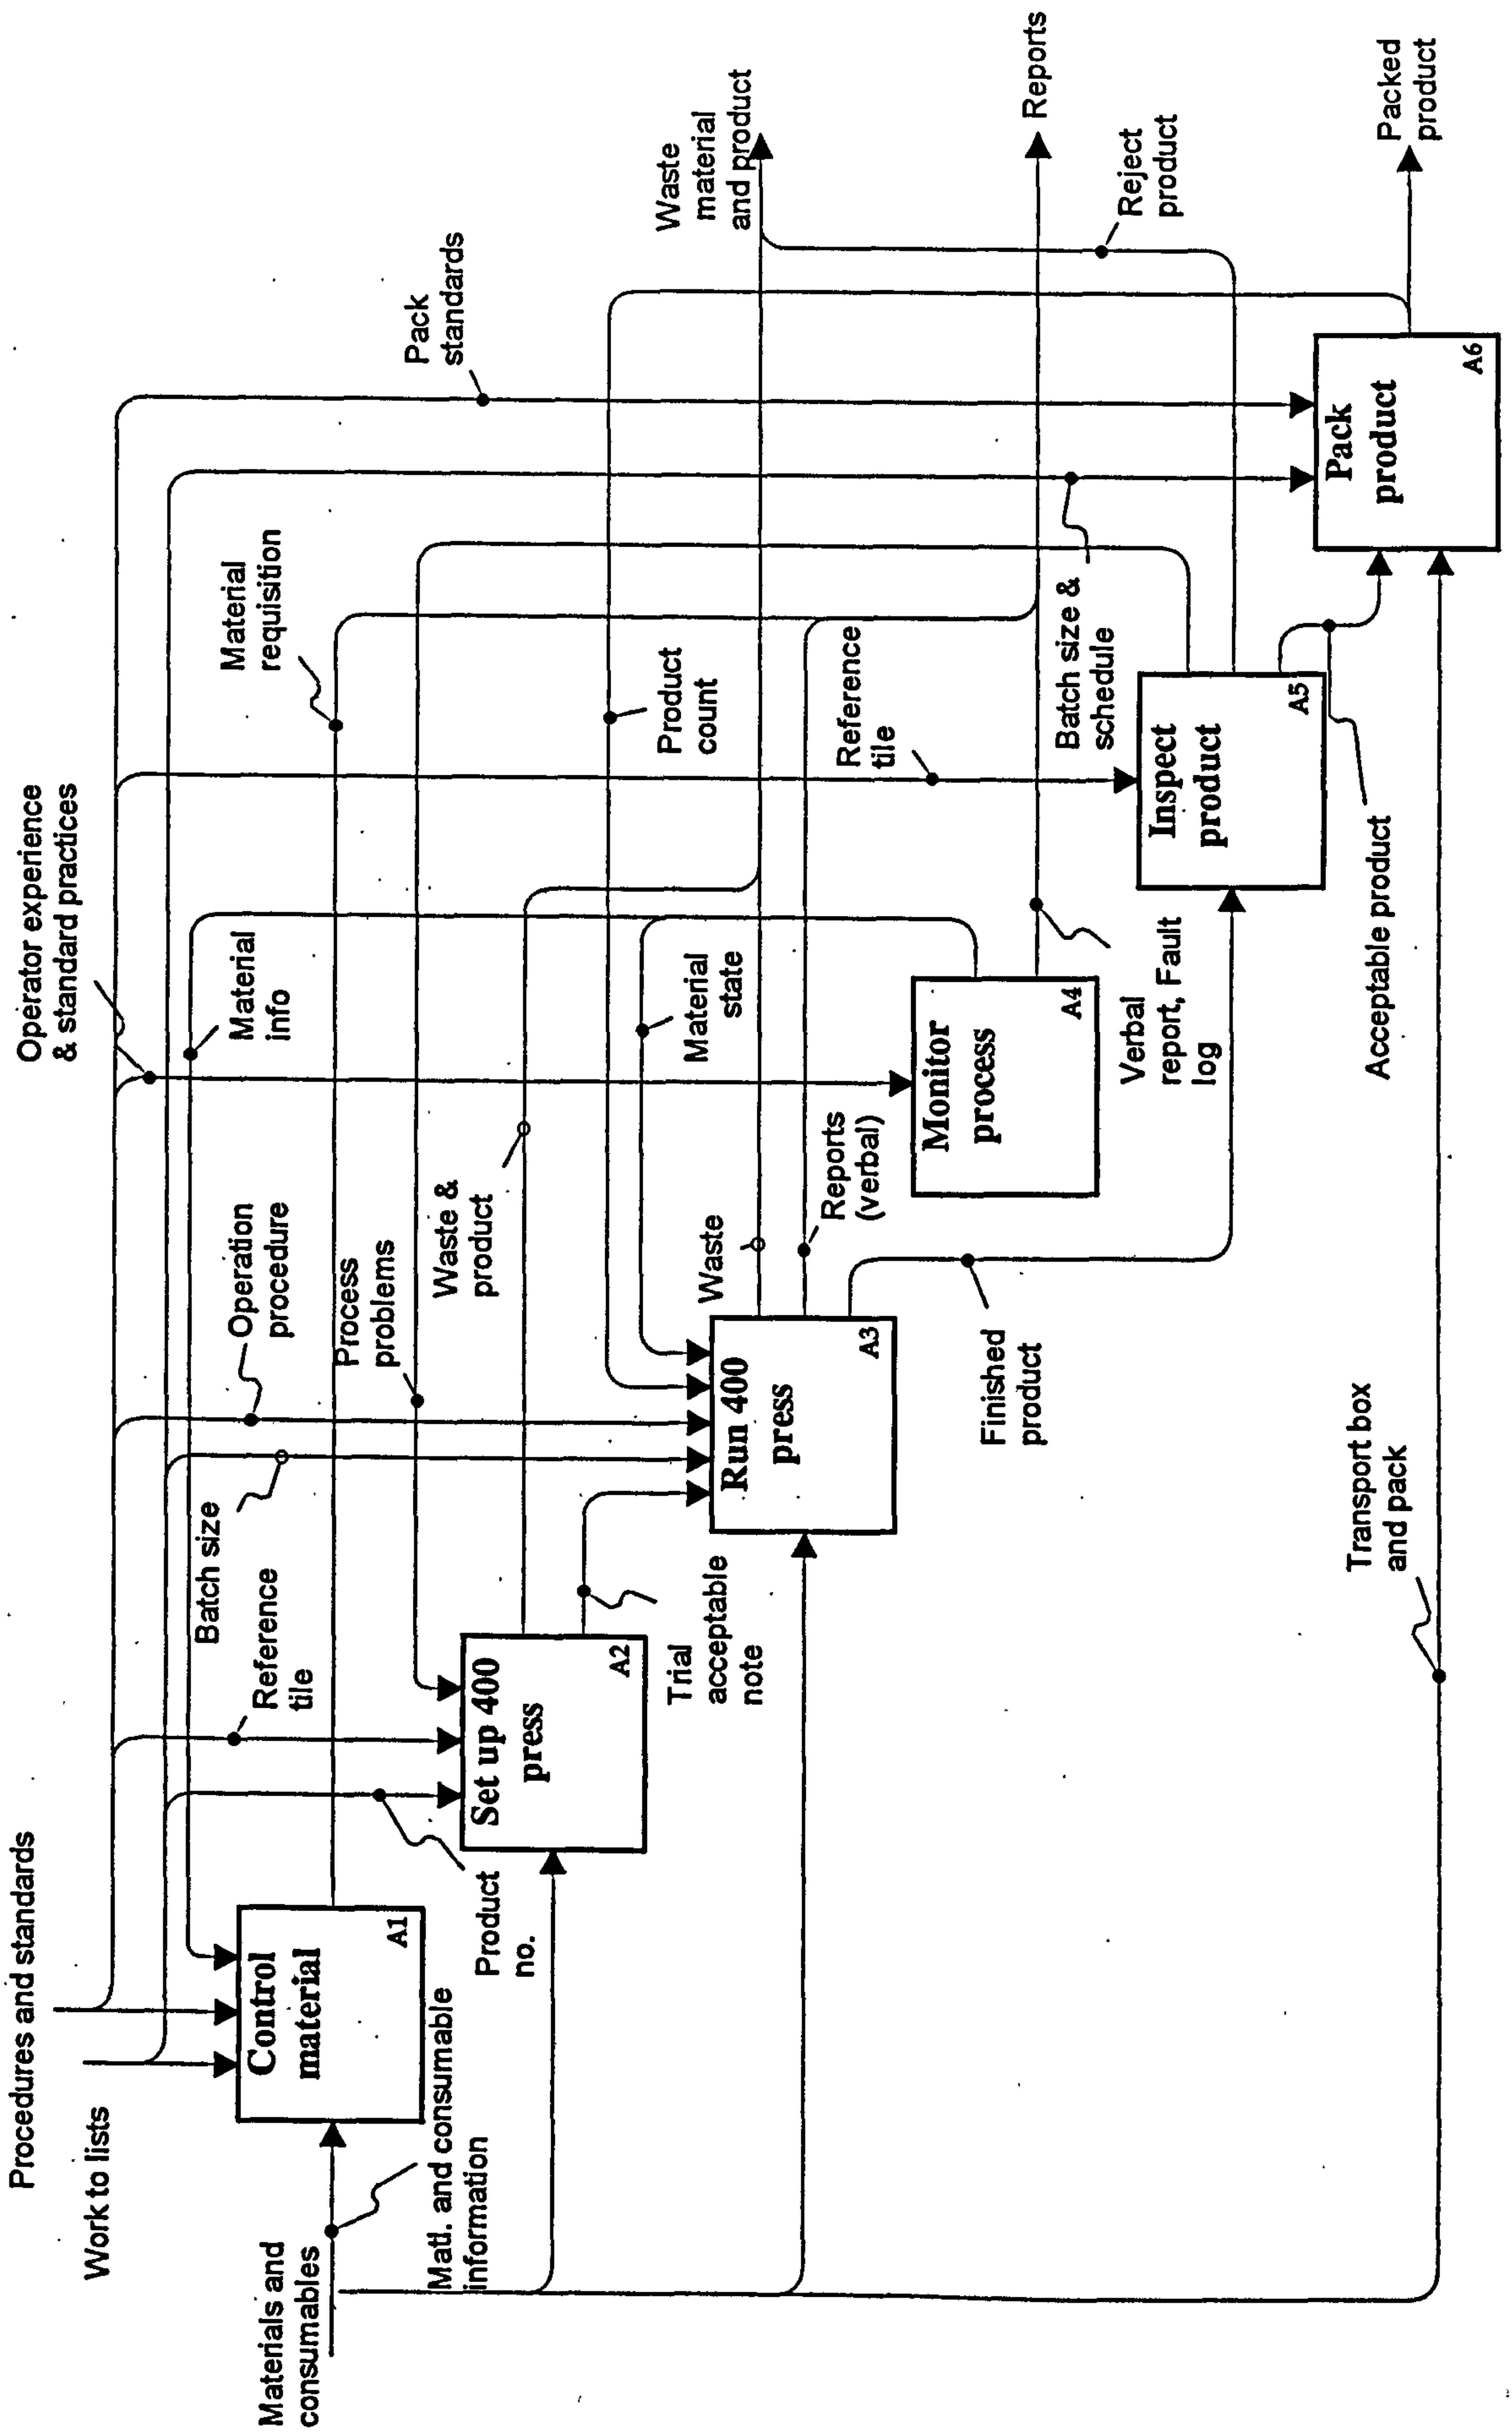 Procedures and standards
Work to lists
Operator experience
& standard practices
Materials and
consumables
Matl. and consumable
information
Control
material
A1
Product
no.
Reference
tile
Batch size
Operation
procedure
Material
info
Material
requisition
Pack
standards
Process
problems
Waste &
product
Set up 400
press
A2
Trial
acceptable
note
Run 400
press
A3
Waste
Reports
(verbal)
Finished
product
Material
state
Product
count
Waste
material
and product
Reports
Monitor
process
A4
Verbal
report, Fault
log
Reference
tile
Batch size &
schedule
Inspect
product
A5
Reject
product
Acceptable product
Transport box
and pack
Pack
product
A6
Packed
product